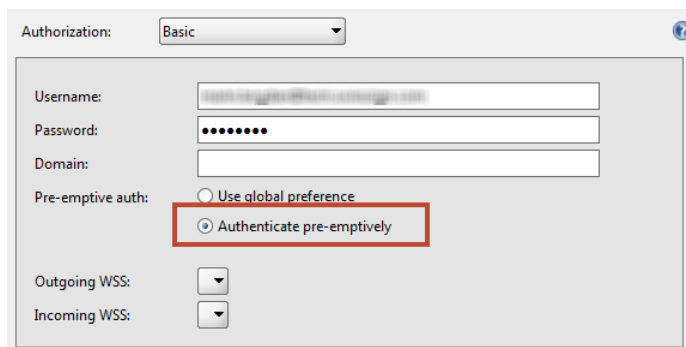 Authorization: Basic
Username:
Password: ••••••••
Domain:
Pre-emptive auth: Use global preference
Authenticate pre-emptively
Outgoing WSS:
Incoming WSS: